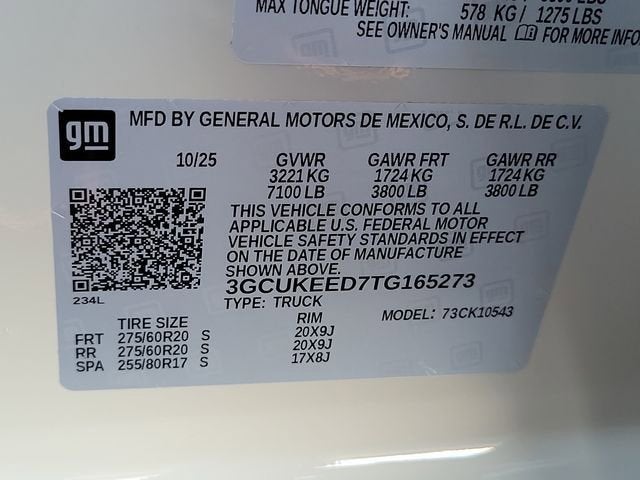 MAX TONGUE WEIGHT: 578 KG / 1275 LBS
SEE OWNER'S MANUAL FOR MORE INFO
gm
MFD BY GENERAL MOTORS DE MEXICO, S. DE R.L. DE C.V.
10/25 GVWR GAWR FRT GAWR RR
3221 KG 1724 KG 1724 KG
7100 LB 3800 LB 3800 LB
THIS VEHICLE CONFORMS TO ALL
APPLICABLE U.S. FEDERAL MOTOR
VEHICLE SAFETY STANDARDS IN EFFECT
ON THE DATE OF MANUFACTURE
SHOWN ABOVE.
3GCUKEED7TG165273
234L
TYPE: TRUCK
MODEL: 73CK10543
TIRE SIZE RIM
FRT 275/60R20 S 20X9J
RR 275/60R20 S 20X9J
SPA 255/80R17 S 17X8J